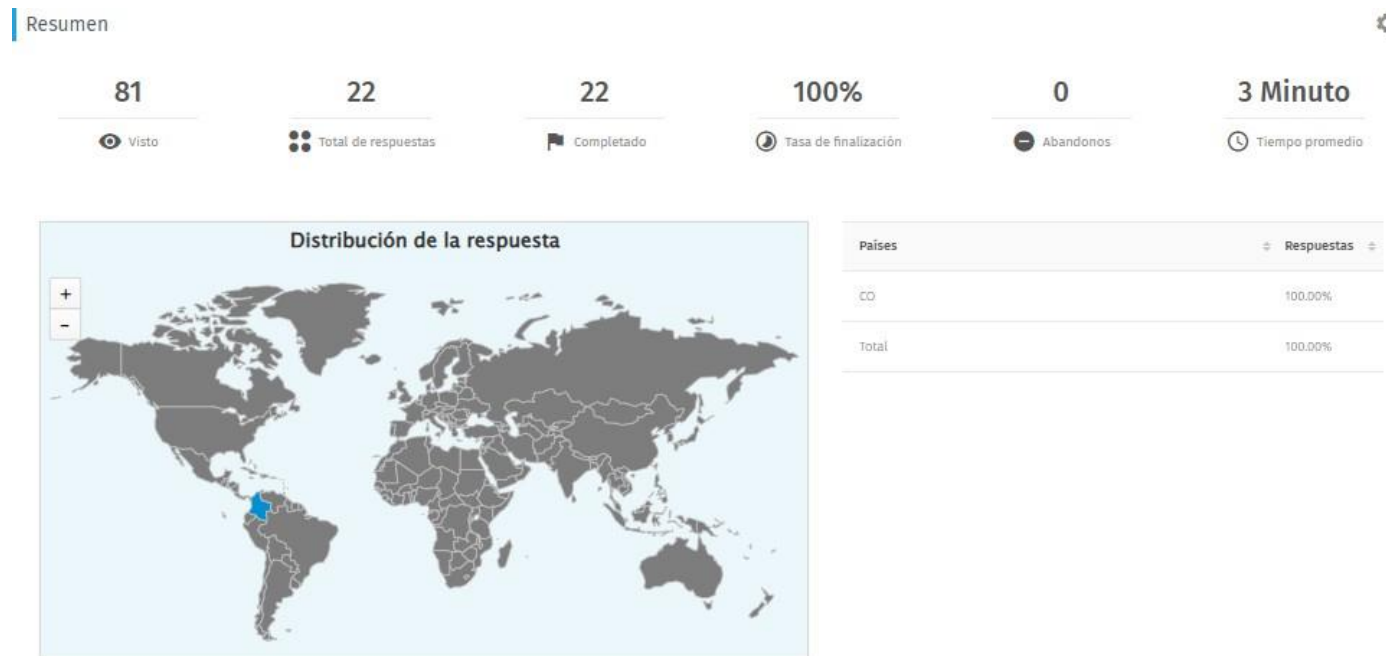 Resumen
81 22 22 100% 0 3 Minuto
Visto Total de respuestas Completado Tasa de finalización Abandonos Tiempo promedio
Distribución de la respuesta
+
-
Países Respuestas
CO 100.00%
Total 100.00%